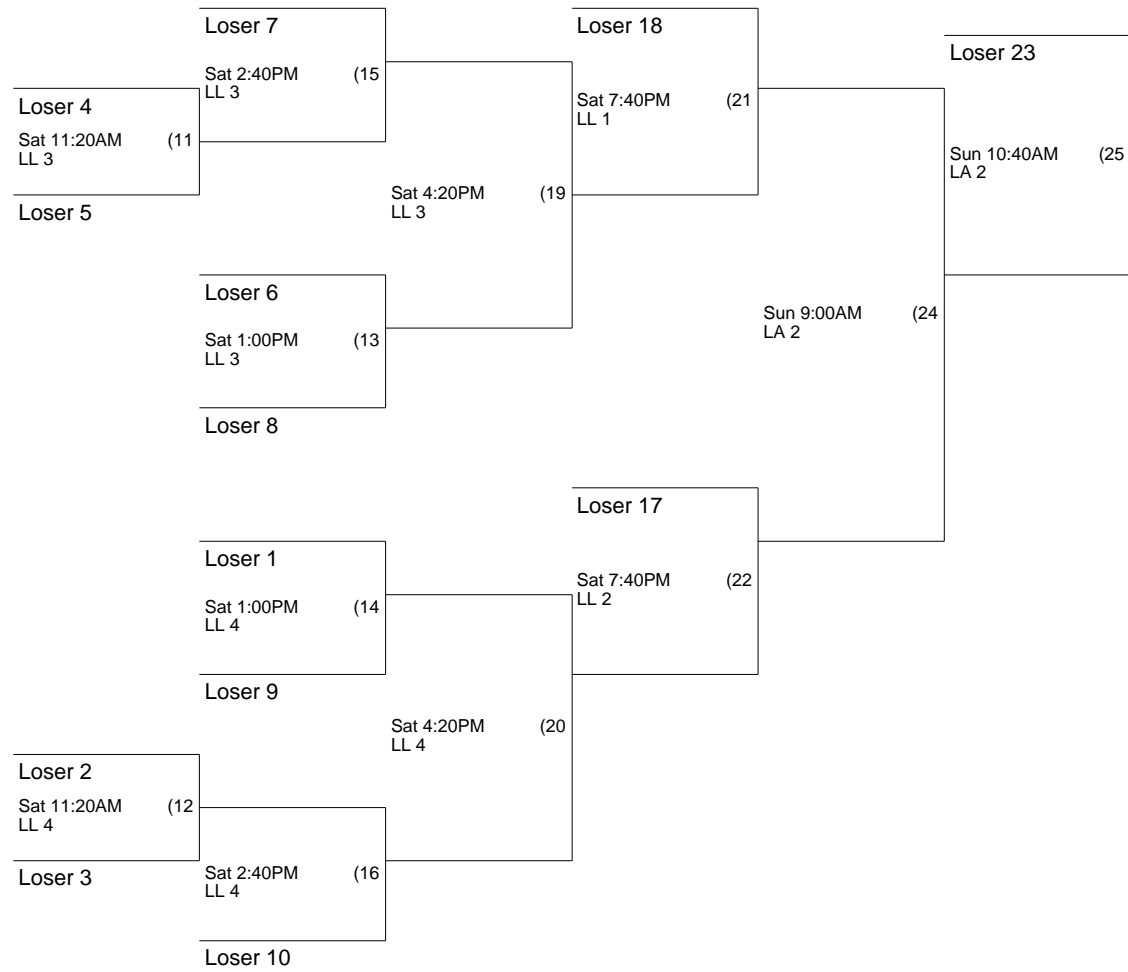 Loser 7
Sat 2:40PM (15
LL 3
Loser 4
Sat 11:20AM (11
LL 3
Loser 5
Loser 6
Sat 1:00PM (13
LL 3
Loser 8
Sat 4:20PM (19
LL 3
Loser 18
Sat 7:40PM (21
LL 1
Loser 23
Sun 10:40AM (25
LA 2
Sun 9:00AM (24
LA 2
Loser 17
Sat 7:40PM (22
LL 2
Loser 1
Sat 1:00PM (14
LL 4
Loser 9
Sat 4:20PM (20
LL 4
Loser 2
Sat 11:20AM (12
LL 4
Loser 3
Sat 2:40PM (16
LL 4
Loser 10